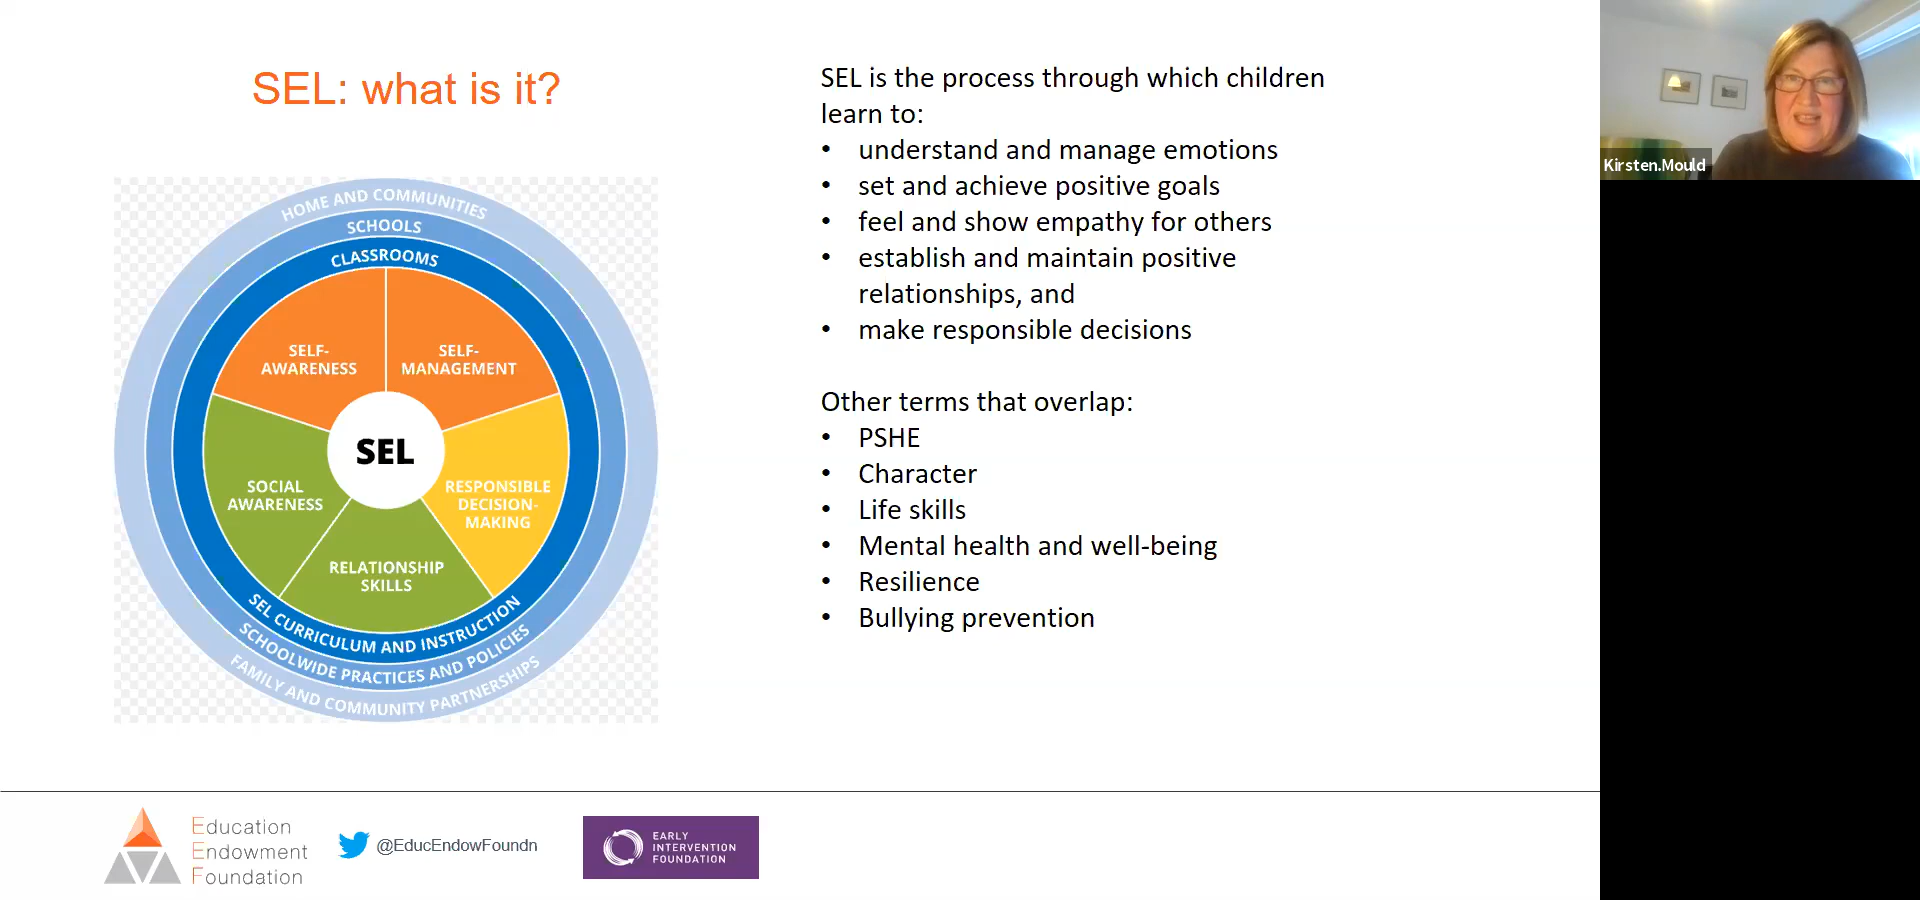 SEL: what is it?
HOME AND COMMUNITIES
SCHOOLS
CLASSROOMS
SELF-
AWARENESS
SELF-
MANAGEMENT
SEL
SOCIAL
AWARENESS
RESPONSIBLE
DECISION-
MAKING
RELATIONSHIP
SKILLS
SEL CURRICULUM AND INSTRUCTION
SCHOOLWIDE PRACTICES AND POLICIES
FAMILY AND COMMUNITY PARTNERSHIPS
SEL is the process through which children
learn to:
• understand and manage emotions
• set and achieve positive goals
• feel and show empathy for others
• establish and maintain positive
relationships, and
• make responsible decisions
Other terms that overlap:
• PSHE
• Character
• Life skills
• Mental health and well-being
• Resilience
• Bullying prevention
Kirsten.Mould
Education
Endowment
Foundation
@EducEndowFoundn
EARLY
INTERVENTION
FOUNDATION